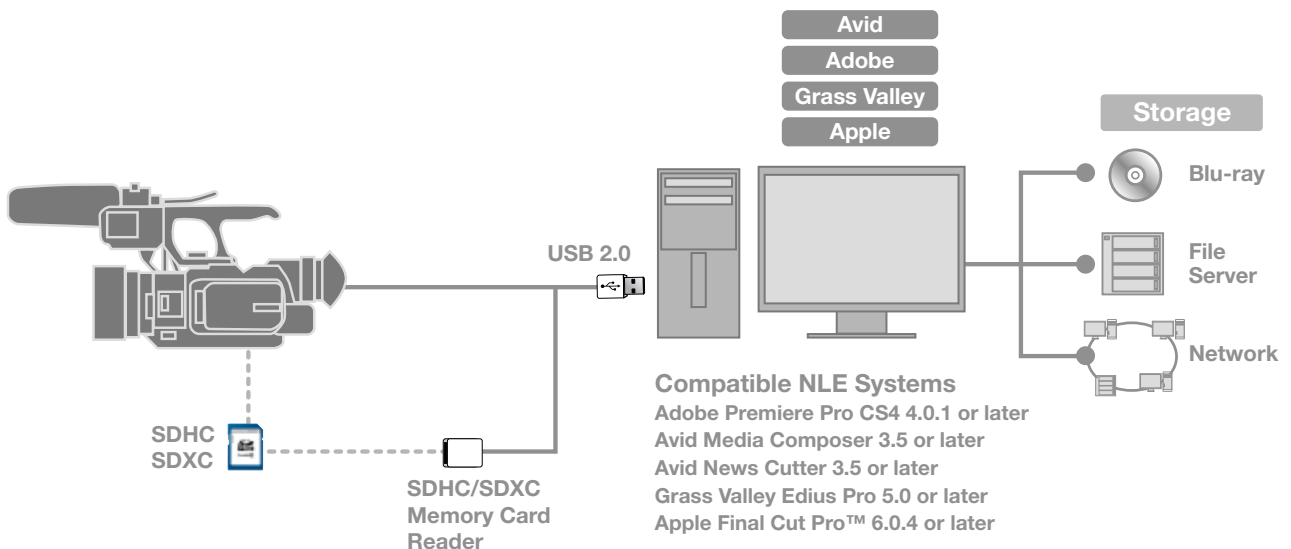 Avid
Adobe
Grass Valley
Apple
Storage
Blu-ray
File
Server
Network
USB 2.0
SDHC
SDXC
SDHC/SDXC
Memory Card
Reader
Compatible NLE Systems
Adobe Premiere Pro CS4 4.0.1 or later
Avid Media Composer 3.5 or later
Avid News Cutter 3.5 or later
Grass Valley Edius Pro 5.0 or later
Apple Final Cut Pro™ 6.0.4 or later